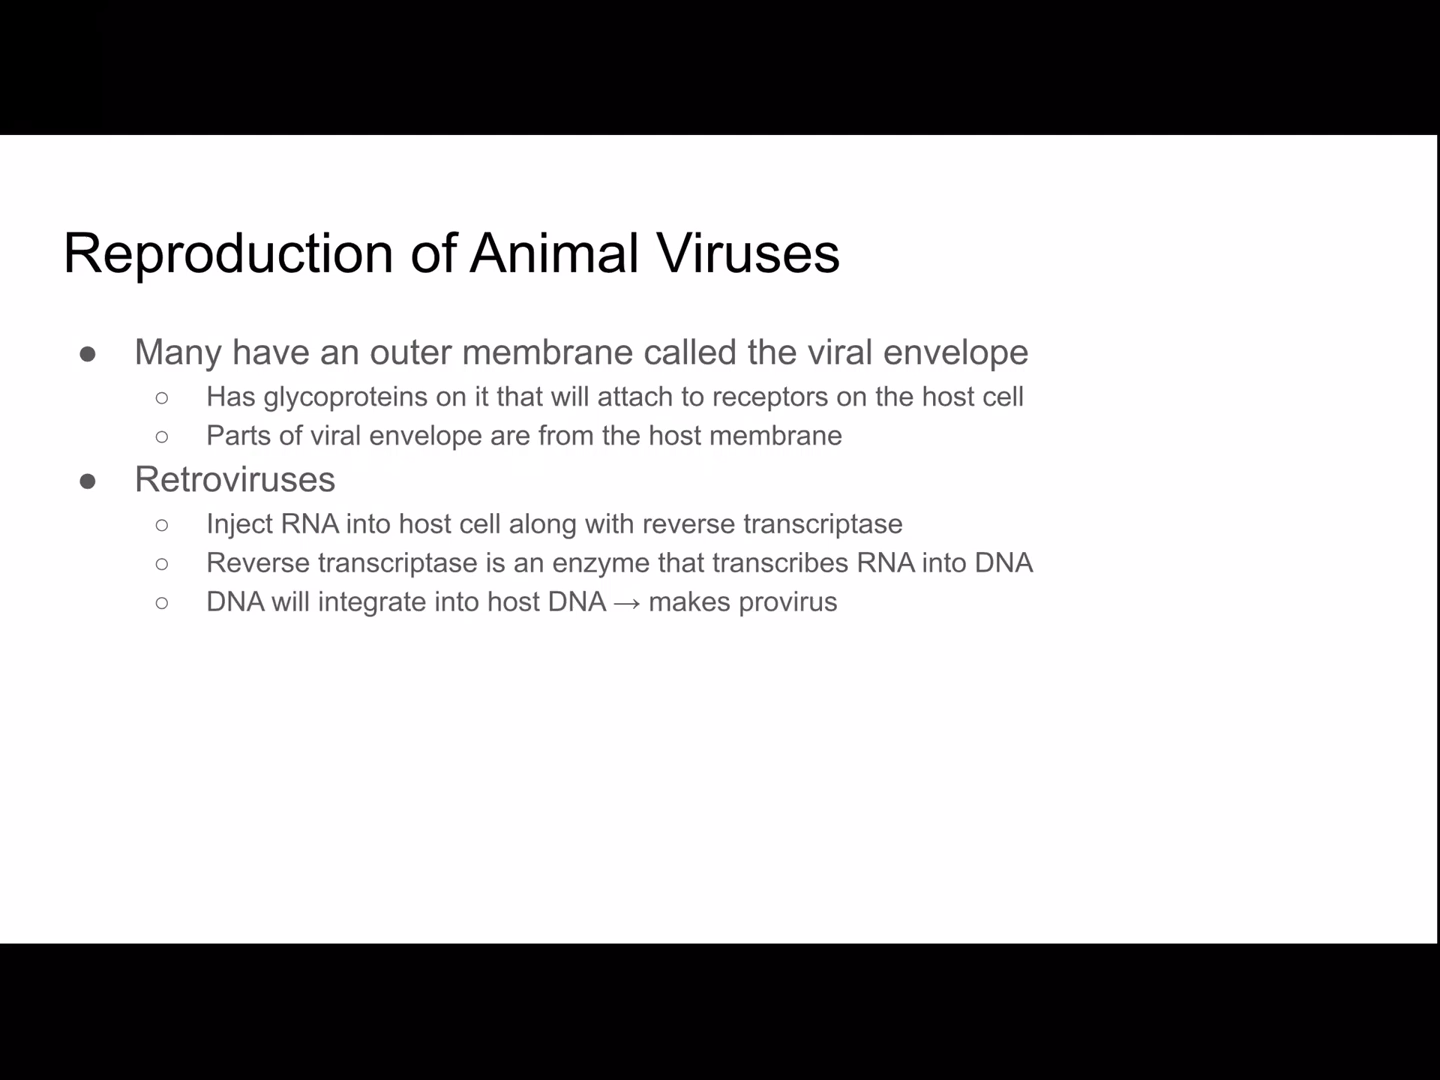 Reproduction of Animal Viruses
● Many have an outer membrane called the viral envelope
○ Has glycoproteins on it that will attach to receptors on the host cell
○ Parts of viral envelope are from the host membrane
● Retroviruses
○ Inject RNA into host cell along with reverse transcriptase
○ Reverse transcriptase is an enzyme that transcribes RNA into DNA
○ DNA will integrate into host DNA → makes provirus